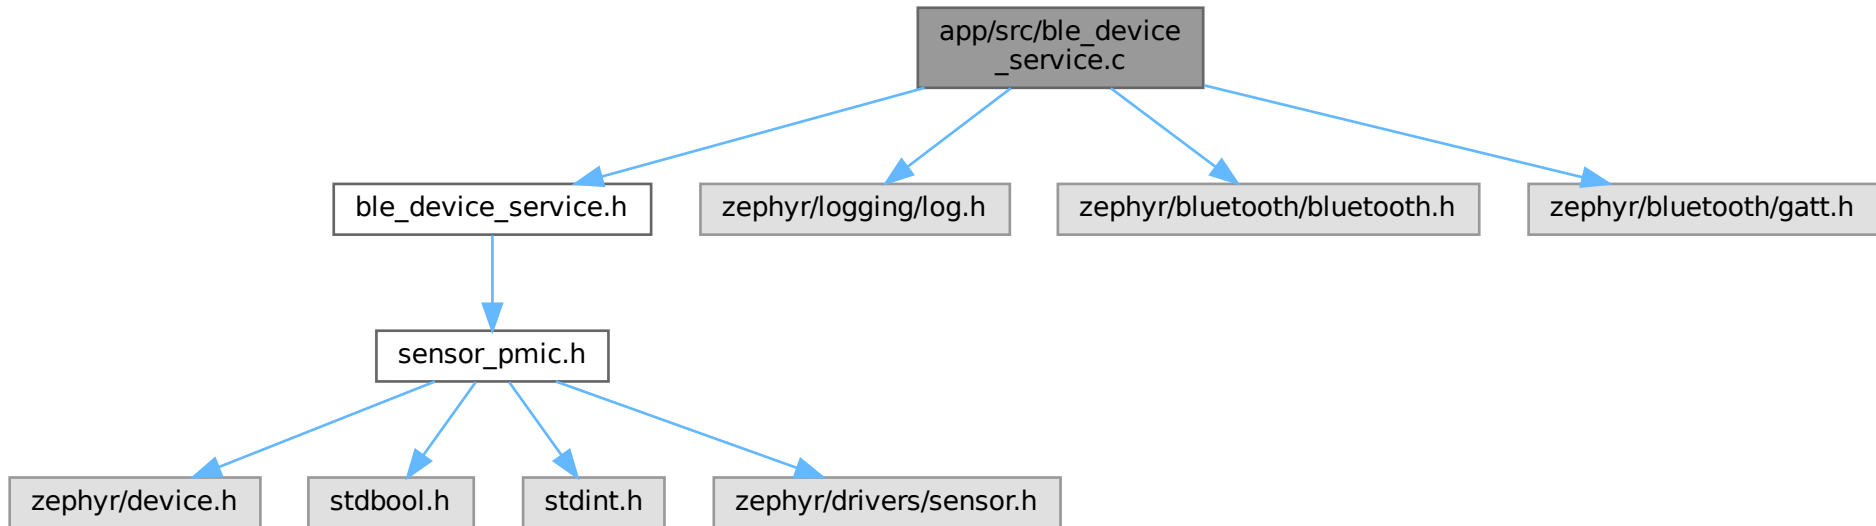 app/src/ble_device
_service.c
ble_device_service.h
zephyr/logging/log.h
zephyr/bluetooth/bluetooth.h
zephyr/bluetooth/gatt.h
sensor_pmic.h
zephyr/device.h
stdbool.h
stdint.h
zephyr/drivers/sensor.h